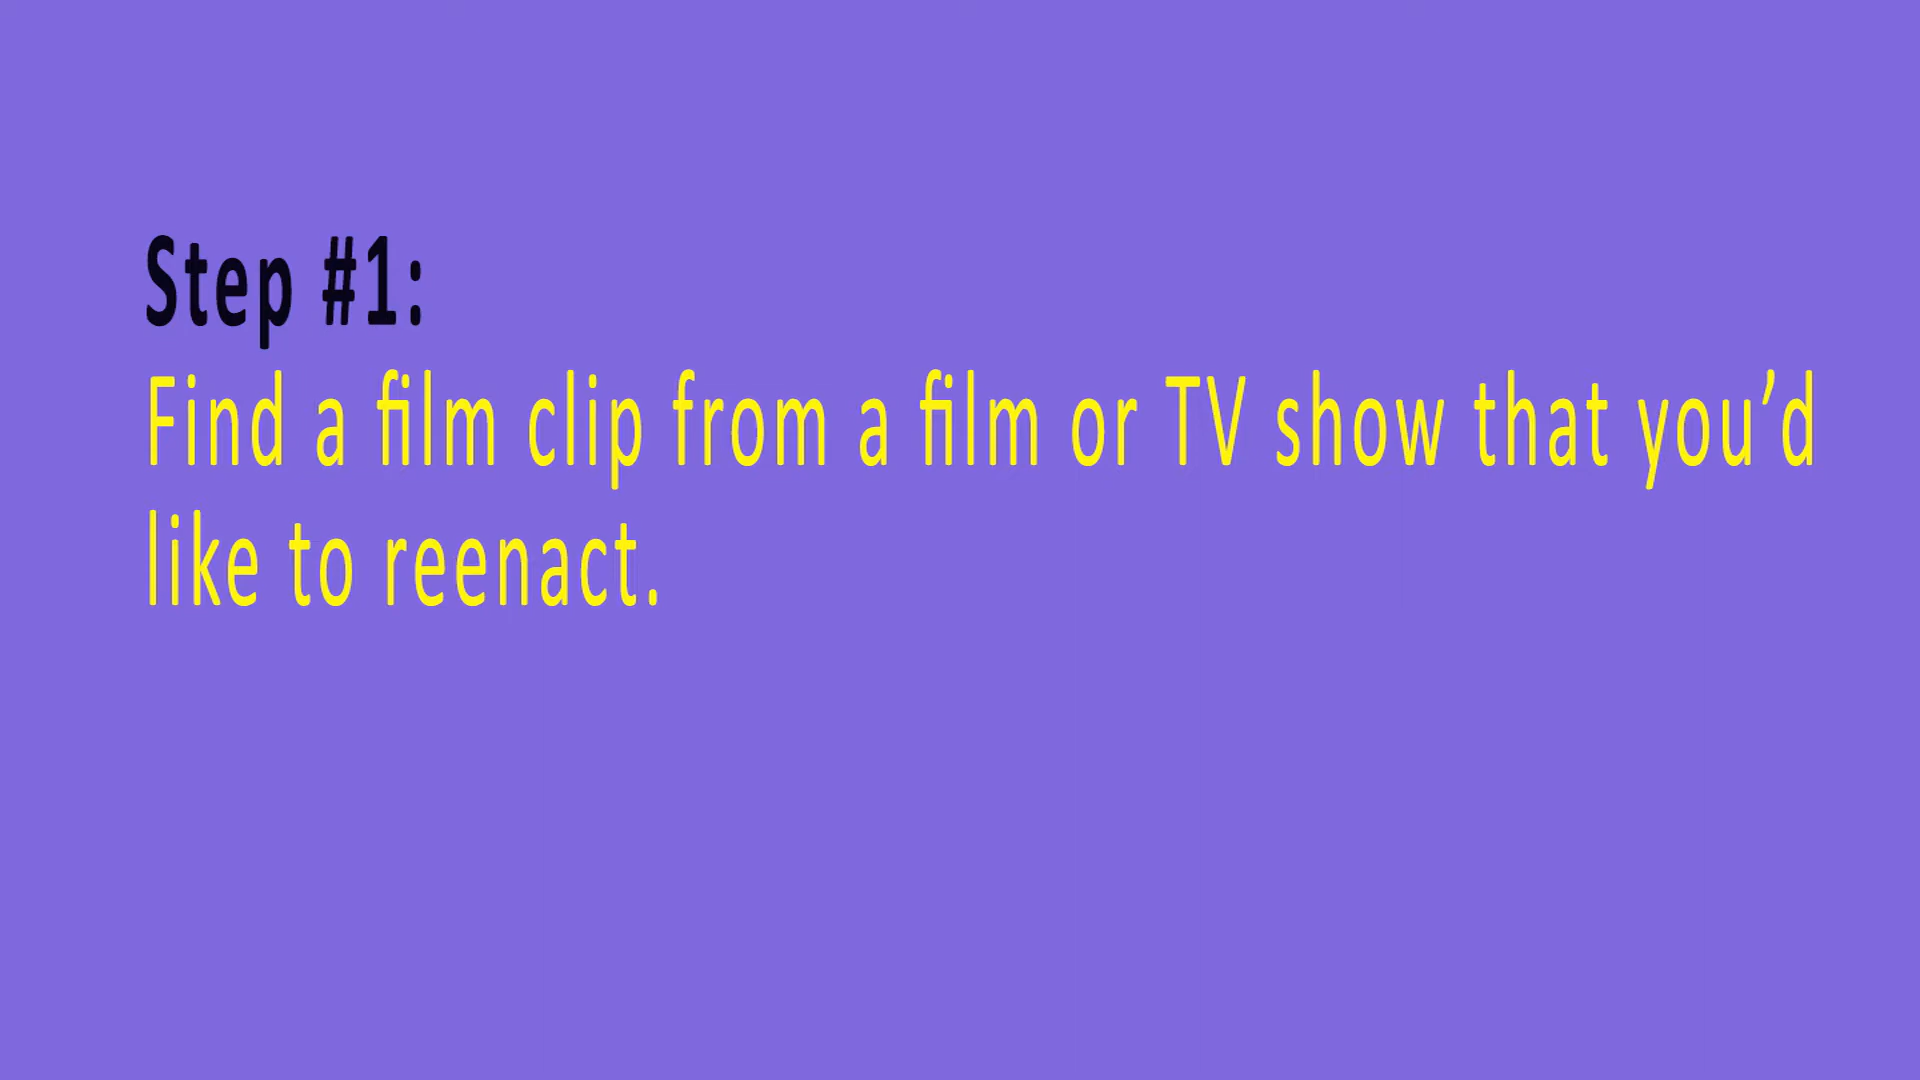 Step #1:
Find a film clip from a film or TV show that you’d
like to reenact.